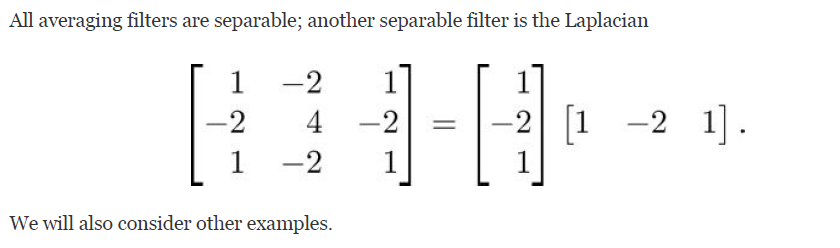 All averaging filters are separable; another separable filter is the Laplacian
1 −2 1 1
−2 4 −2 = −2 [1 −2 1] .
1 −2 1 1
We will also consider other examples.